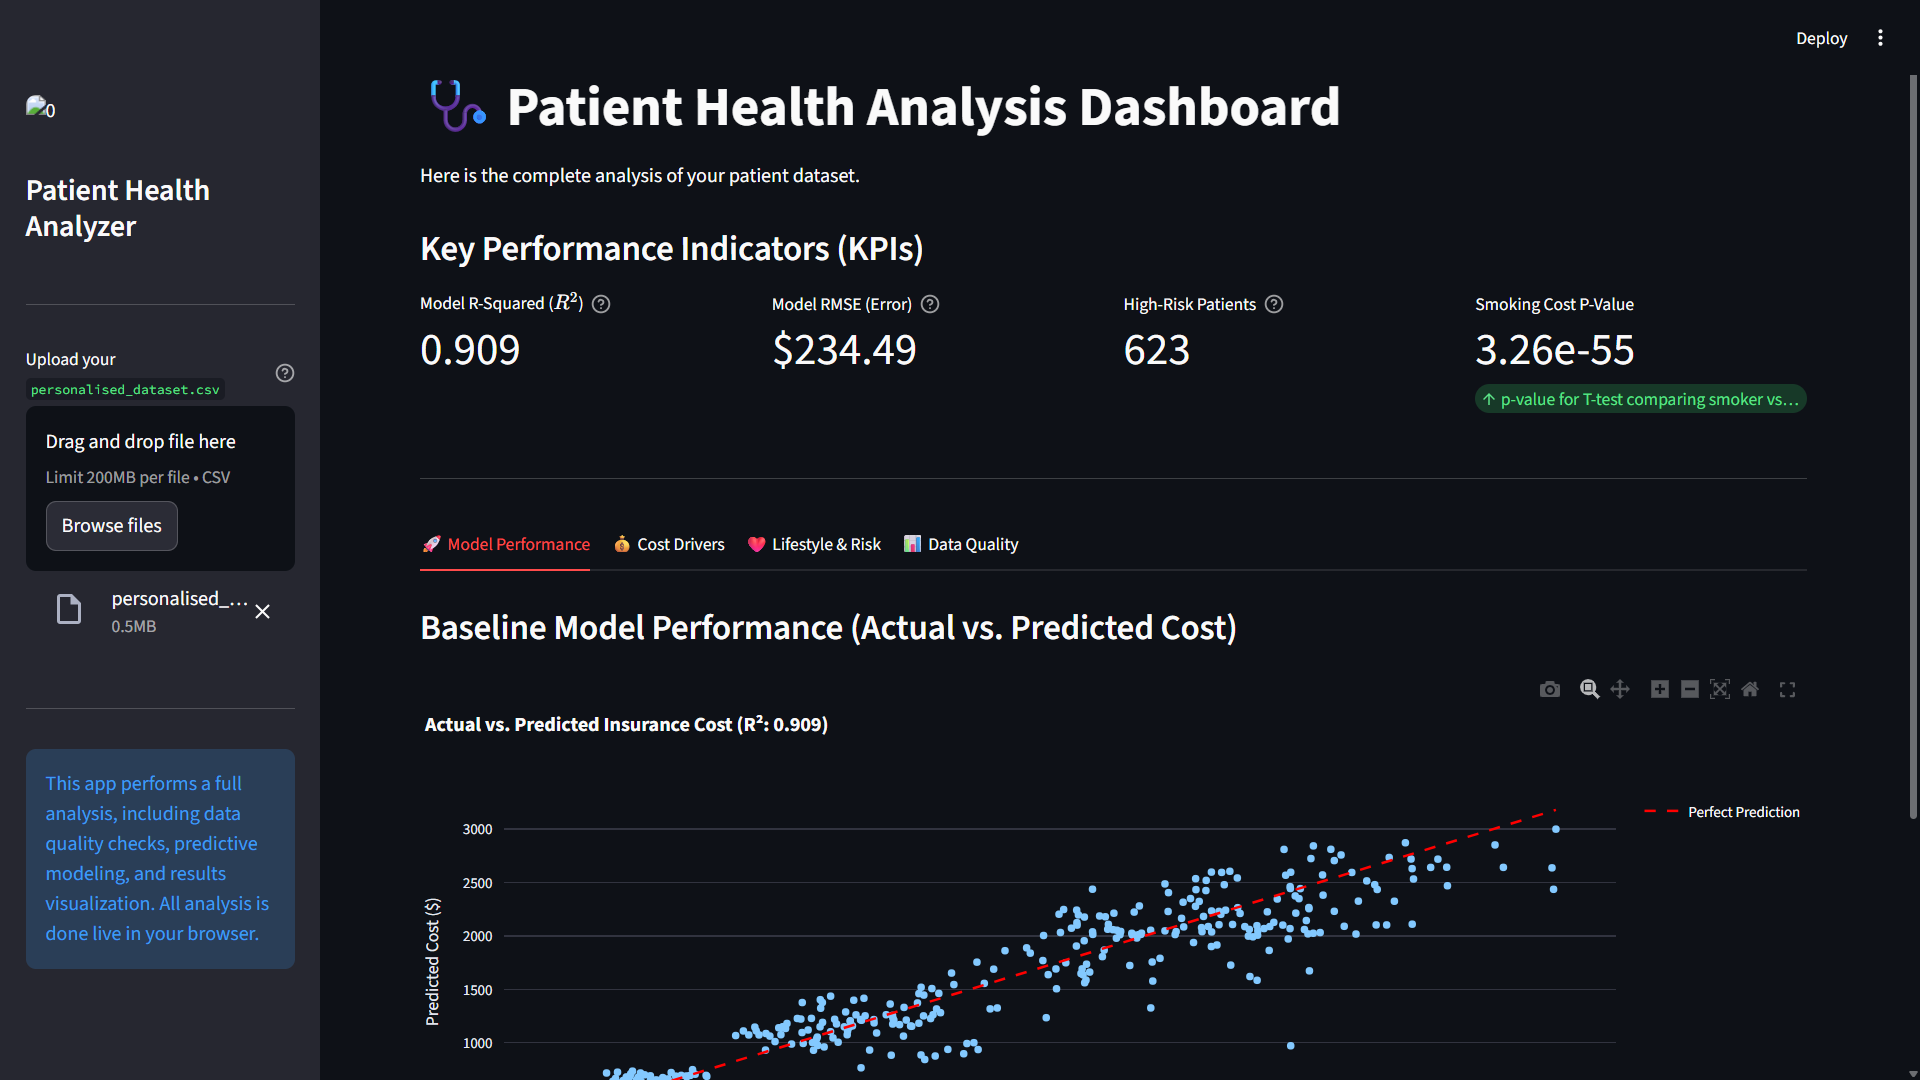 Deploy
0
Patient Health
Analyzer
Upload your
personalised_dataset.csv
Drag and drop file here
Limit 200MB per file • CSV
Browse files
personalised_...
0.5MB
This app performs a full
analysis, including data
quality checks, predictive
modeling, and results
visualization. All analysis is
done live in your browser.
Patient Health Analysis Dashboard
Here is the complete analysis of your patient dataset.
Key Performance Indicators (KPIs)
Model R-Squared (R²)
0.909
Model RMSE (Error)
$234.49
High-Risk Patients
623
Smoking Cost P-Value
3.26e-55
↑ p-value for T-test comparing smoker vs...
Model Performance
Cost Drivers
Lifestyle & Risk
Data Quality
Baseline Model Performance (Actual vs. Predicted Cost)
Actual vs. Predicted Insurance Cost (R²: 0.909)
Perfect Prediction
Predicted Cost ($)
3000
2500
2000
1500
1000